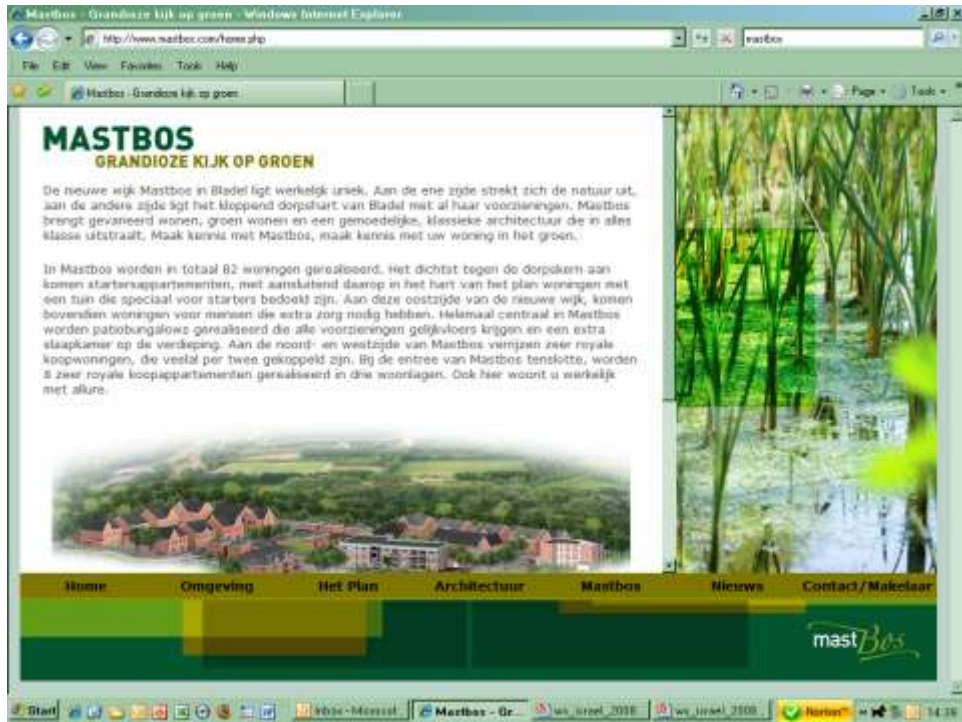 Mastbos - Grandioze kijk op groen - Windows Internet Explorer
http://www.mastbos.com/home.php
mastbos
File Edit View Favorites Tools Help
Mastbos - Grandioze kijk op groen
Page Tools
MASTBOS
GRANDIOZE KIJK OP GROEN
De nieuwe wijk Mastbos in Bladel ligt werkelijk uniek. Aan de ene zijde strekt zich de natuur uit,
aan de andere zijde ligt het kloppend dorpshart van Bladel met al haar voorzieningen. Mastbos
brengt gevarieerd wonen, groen wonen en een gemoedelijke, klassieke architectuur die in alles
klasse uitstraalt. Maak kennis met Mastbos, maak kennis met uw woning in het groen.
In Mastbos worden in totaal 82 woningen gerealiseerd. Het dichtst tegen de dorpskern aan
komen startersappartementen, met aansluitend daarop in het hart van het plan woningen met
een tuin die speciaal voor starters bedoeld zijn. Aan deze oostzijde van de nieuwe wijk, komen
bovendien woningen voor mensen die extra zorg nodig hebben. Helemaal centraal in Mastbos
worden patiobungalows gerealiseerd die alle voorzieningen gelijkvloers krijgen en een extra
slaapkamer op de verdieping. Aan de noord- en westzijde van Mastbos verrijzen zeer royale
koopwoningen, die veelal per twee gekoppeld zijn. Bij de entree van Mastbos tenslotte, worden
8 zeer royale koopappartementen gerealiseerd in drie woonlagen. Ook hier woont u werkelijk
met allure.
Home Omgeving Het Plan Architectuur Mastbos Nieuws Contact/Makelaar
mastBos
Start Inbox - Microsoft Mastbos - Gr... ws_israel_2008 ws_israel_2008 Norton 14:36